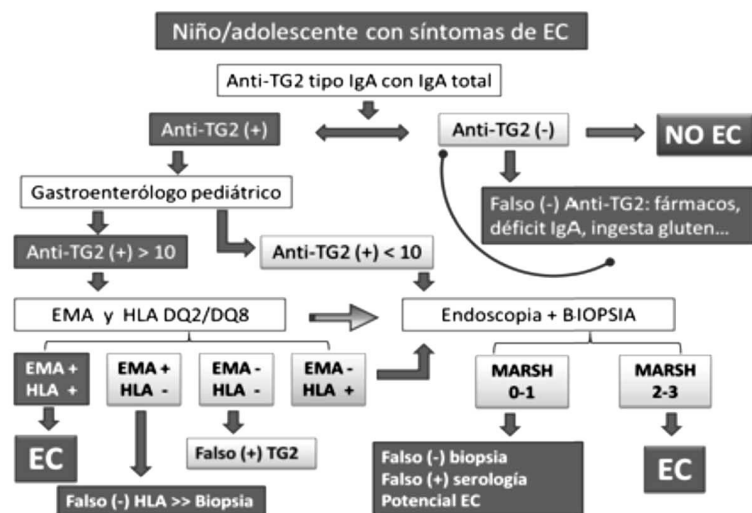 Niño/adolescente con síntomas de EC
Anti-TG2 tipo IgA con IgA total
Anti-TG2 (+)
Anti-TG2 (-)
NO EC
Gastroenterólogo pediátrico
Falso (-) Anti-TG2: fármacos,
déficit IgA, ingesta gluten...
Anti-TG2 (+) > 10
Anti-TG2 (+) < 10
EMA y HLA DQ2/DQ8
Endoscopia + BIOPSIA
EMA +
HLA +
EMA +
HLA -
EMA -
HLA -
EMA -
HLA +
MARSH
0-1
MARSH
2-3
EC
Falso (+) TG2
Falso (-) HLA >> Biopsia
Falso (-) biopsia
Falso (+) serología
Potencial EC
EC